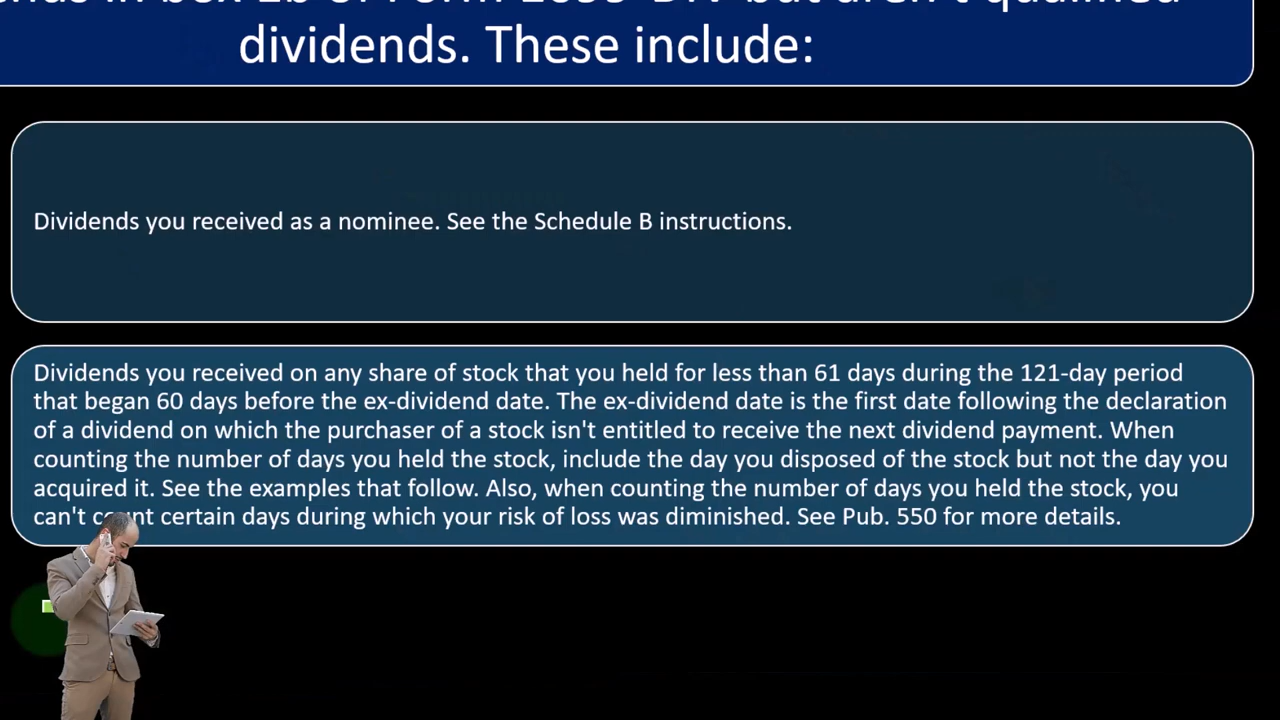 dividends. These include:
Dividends you received as a nominee. See the Schedule B instructions.
Dividends you received on any share of stock that you held for less than 61 days during the 121-day period
that began 60 days before the ex-dividend date. The ex-dividend date is the first date following the declaration
of a dividend on which the purchaser of a stock isn't entitled to receive the next dividend payment. When
counting the number of days you held the stock, include the day you disposed of the stock but not the day you
acquired it. See the examples that follow. Also, when counting the number of days you held the stock, you
can't count certain days during which your risk of loss was diminished. See Pub. 550 for more details.